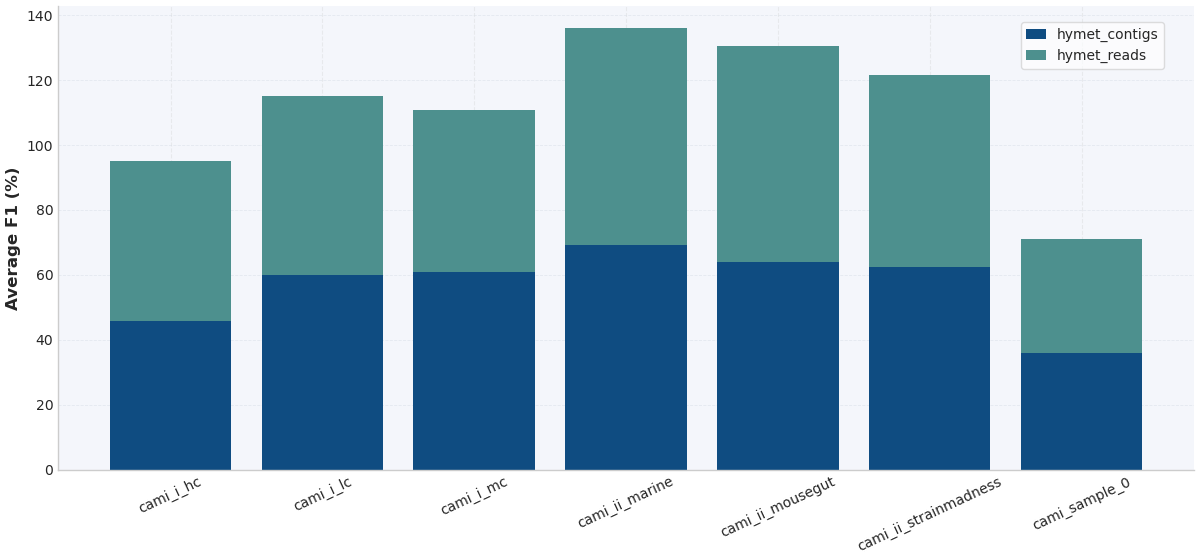 140
120
100
80
60
40
20
0
Average F1 (%)
hymet_contigs
hymet_reads
cami_i_hc
cami_i_lc
cami_i_mc
cami_ii_marine
cami_ii_mousegut
cami_ii_strainmadness
cami_sample_0